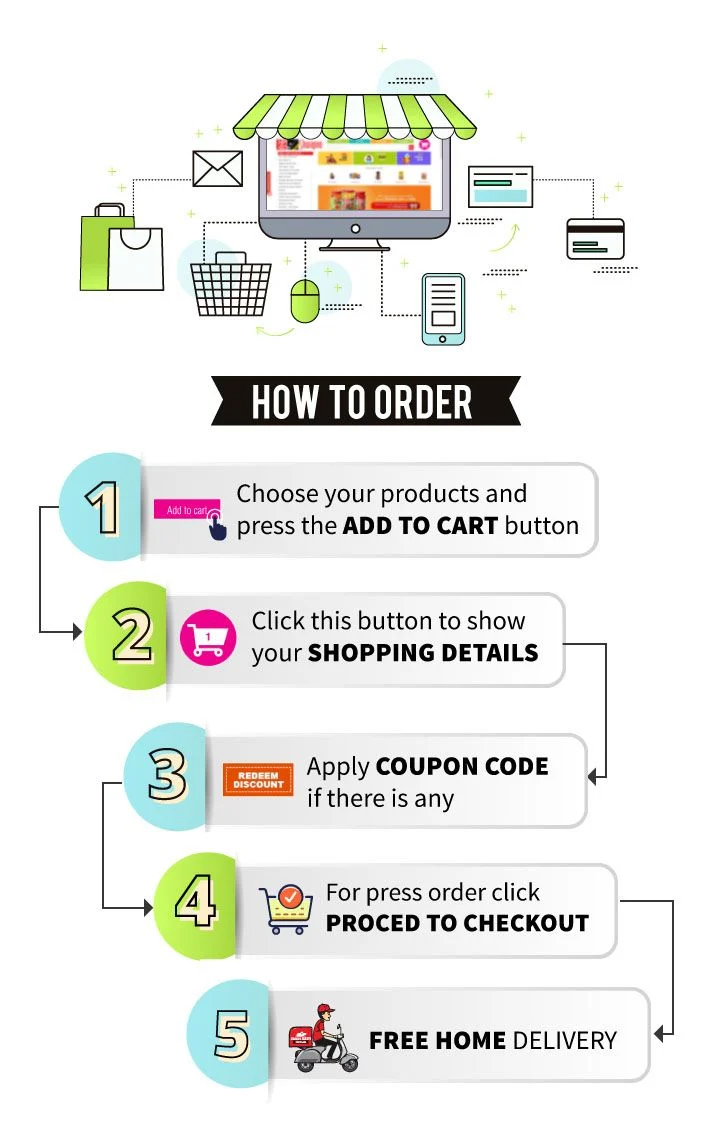 HOW TO ORDER
1
Add to cart
Choose your products and
press the ADD TO CART button
2
1
Click this button to show
your SHOPPING DETAILS
3
REDEEM
DISCOUNT
Apply COUPON CODE
if there is any
4
For press order click
PROCED TO CHECKOUT
5
FREE HOME DELIVERY